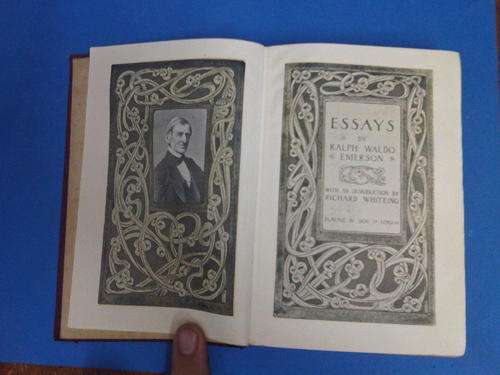 ESSAYS
BY
RALPH WALDO
EMERSON
WITH AN INTRODUCTION BY
RICHARD WHITEING